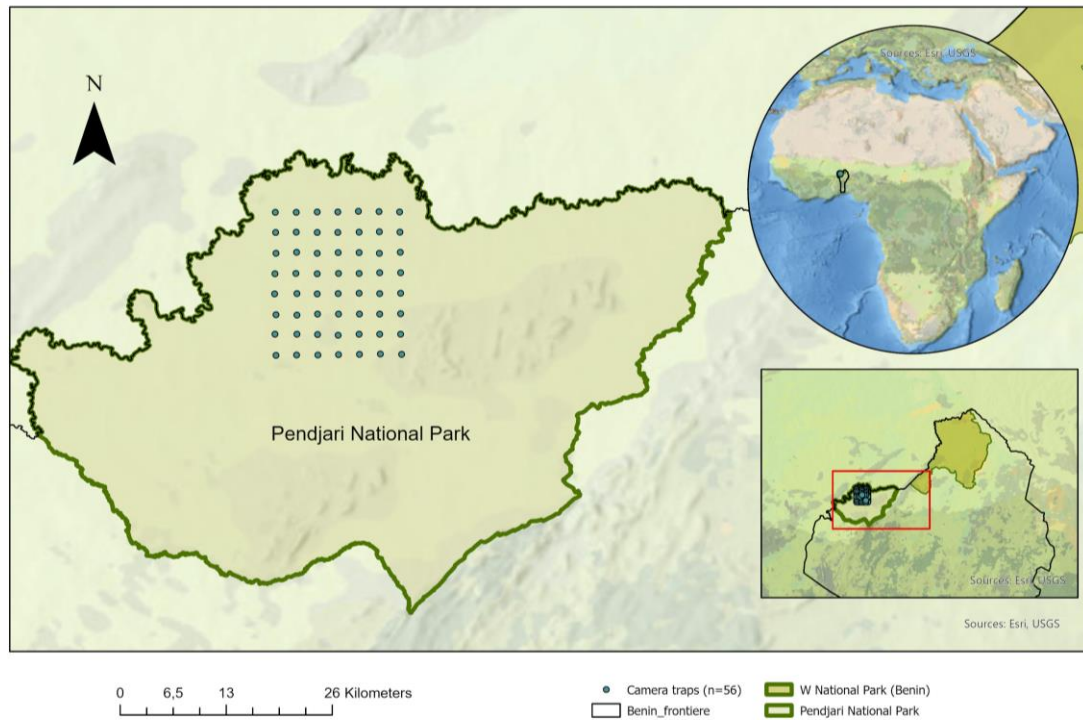 Sources: Esri, USGS
N
Pendjari National Park
Sources: Esri, USGS
Sources: Esri, USGS
0 6,5 13 26 Kilometers
Camera traps (n=56)
Benin_frontiere
W National Park (Benin)
Pendjari National Park